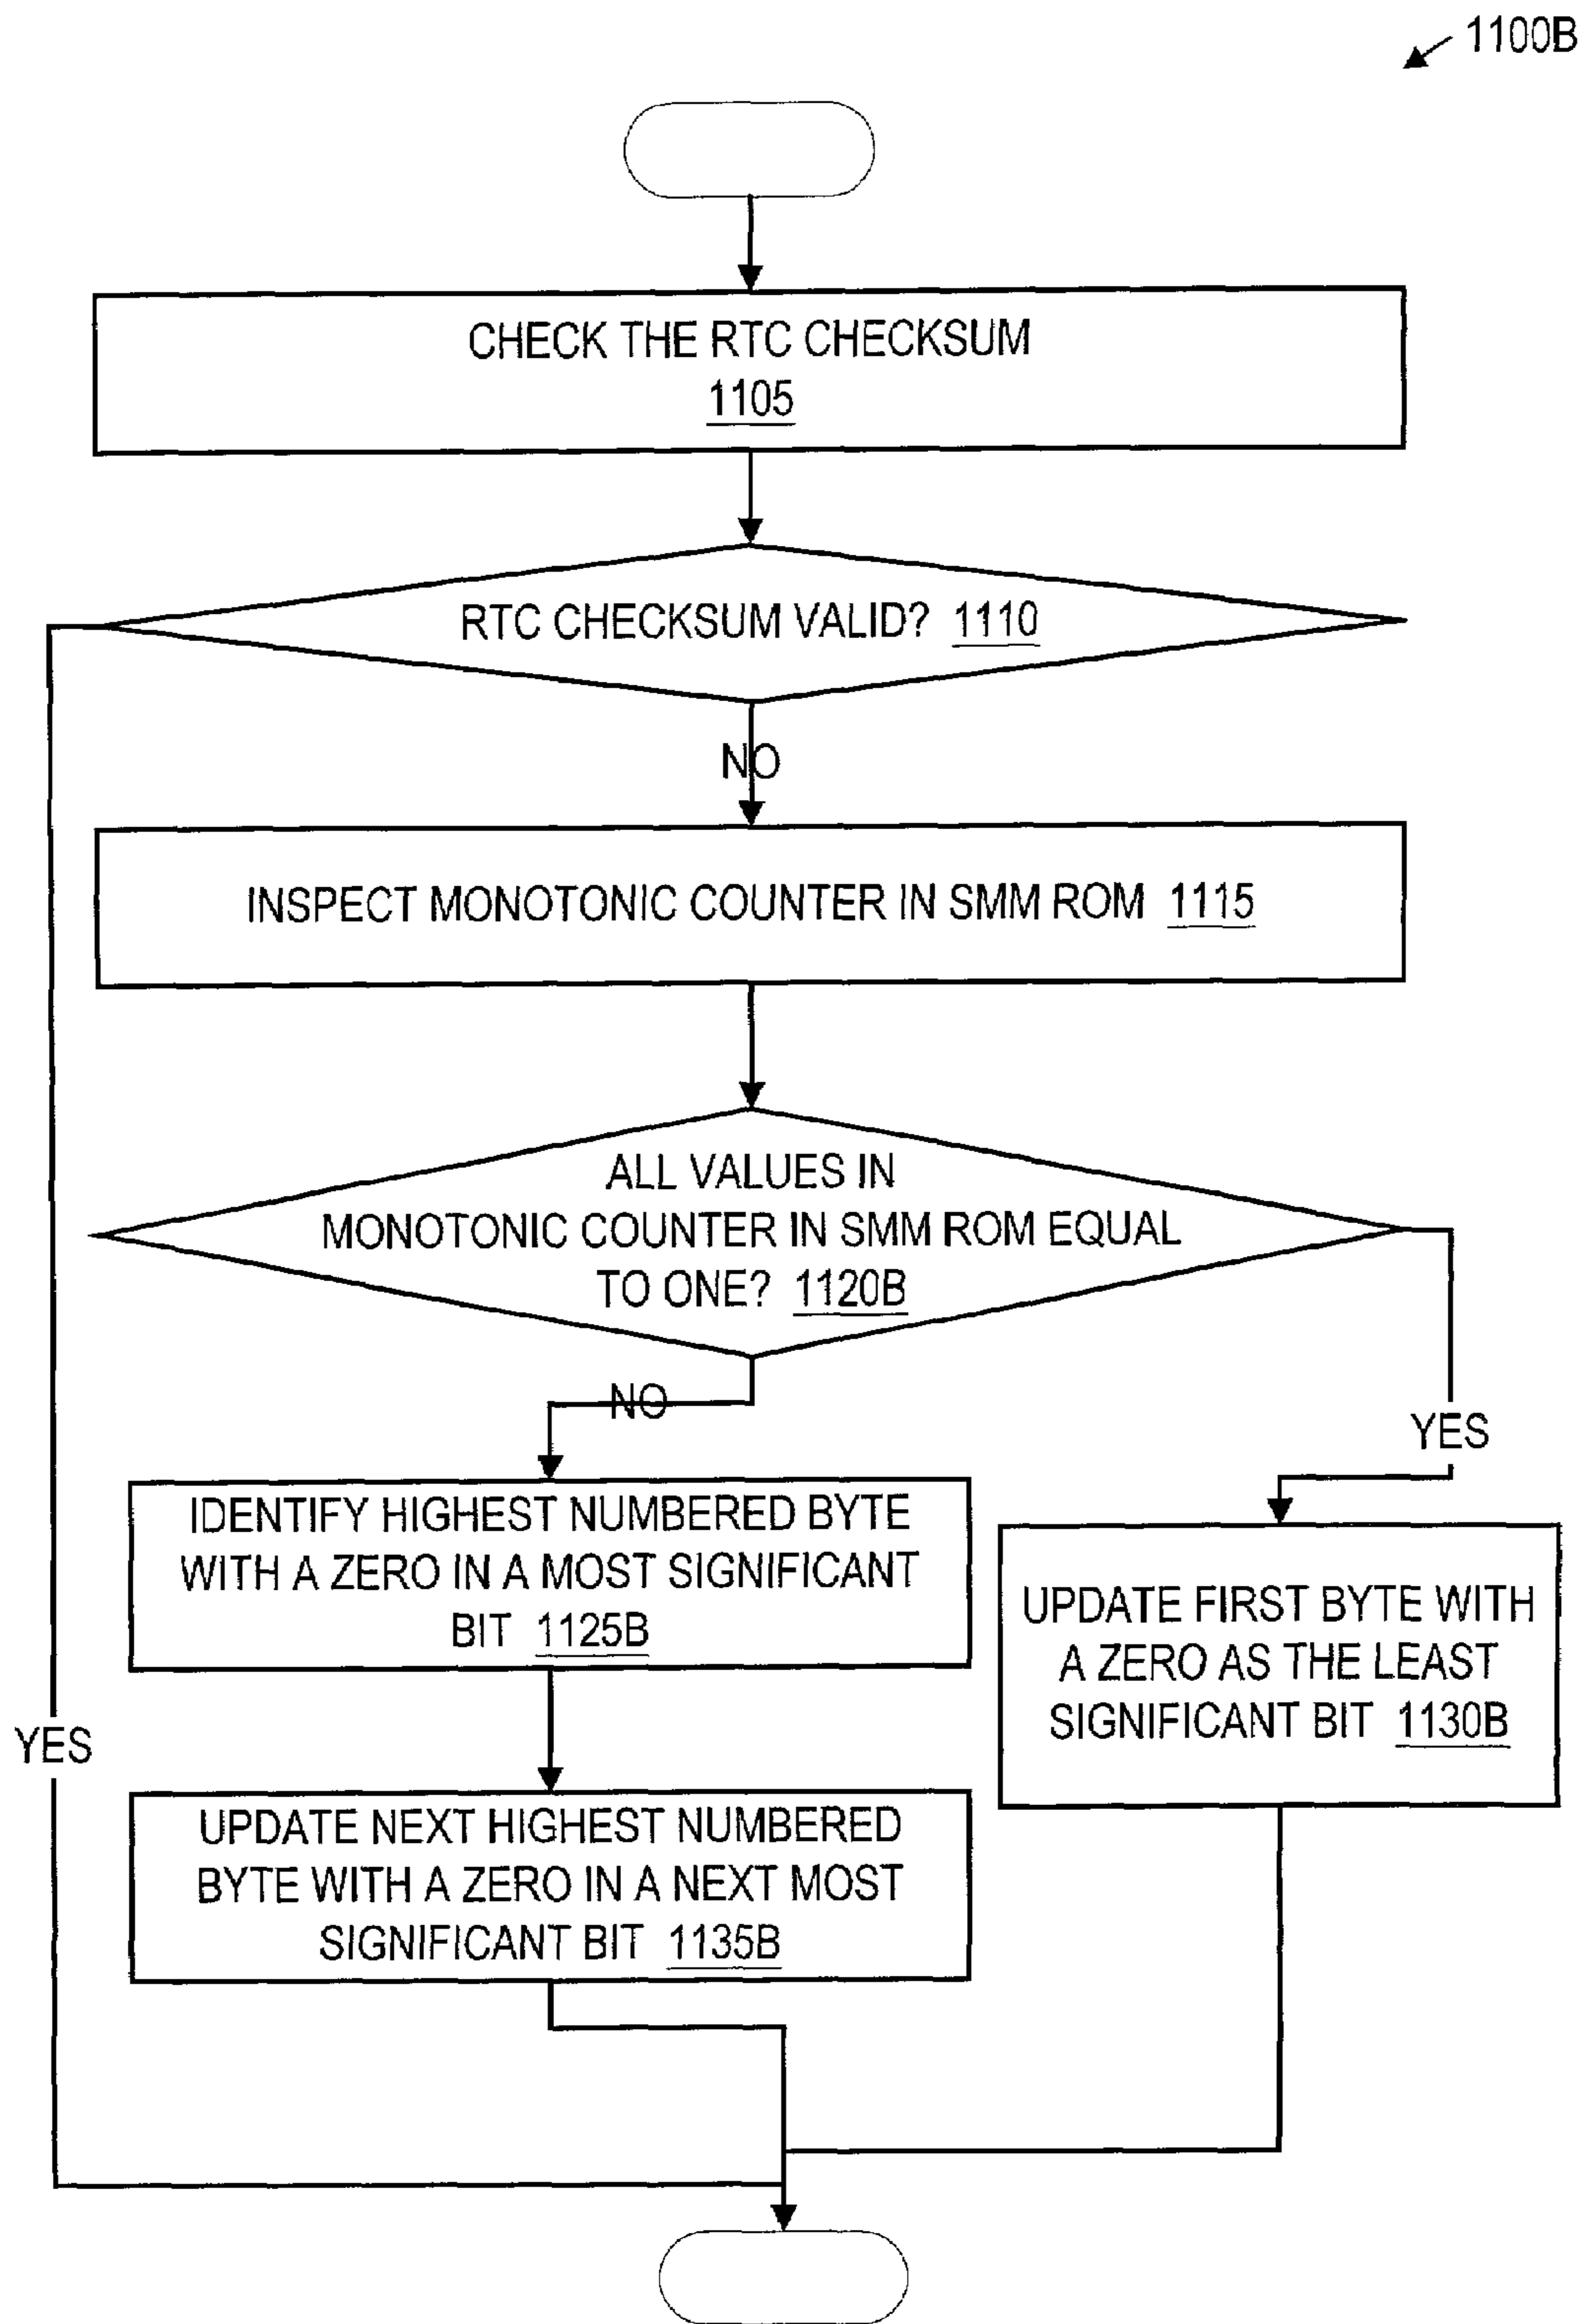 1100B
CHECK THE RTC CHECKSUM
1105
RTC CHECKSUM VALID? 1110
NO
INSPECT MONOTONIC COUNTER IN SMM ROM 1115
ALL VALUES IN
MONOTONIC COUNTER IN SMM ROM EQUAL
TO ONE? 1120B
NO
YES
IDENTIFY HIGHEST NUMBERED BYTE
WITH A ZERO IN A MOST SIGNIFICANT
BIT 1125B
UPDATE FIRST BYTE WITH
A ZERO AS THE LEAST
SIGNIFICANT BIT 1130B
YES
UPDATE NEXT HIGHEST NUMBERED
BYTE WITH A ZERO IN A NEXT MOST
SIGNIFICANT BIT 1135B